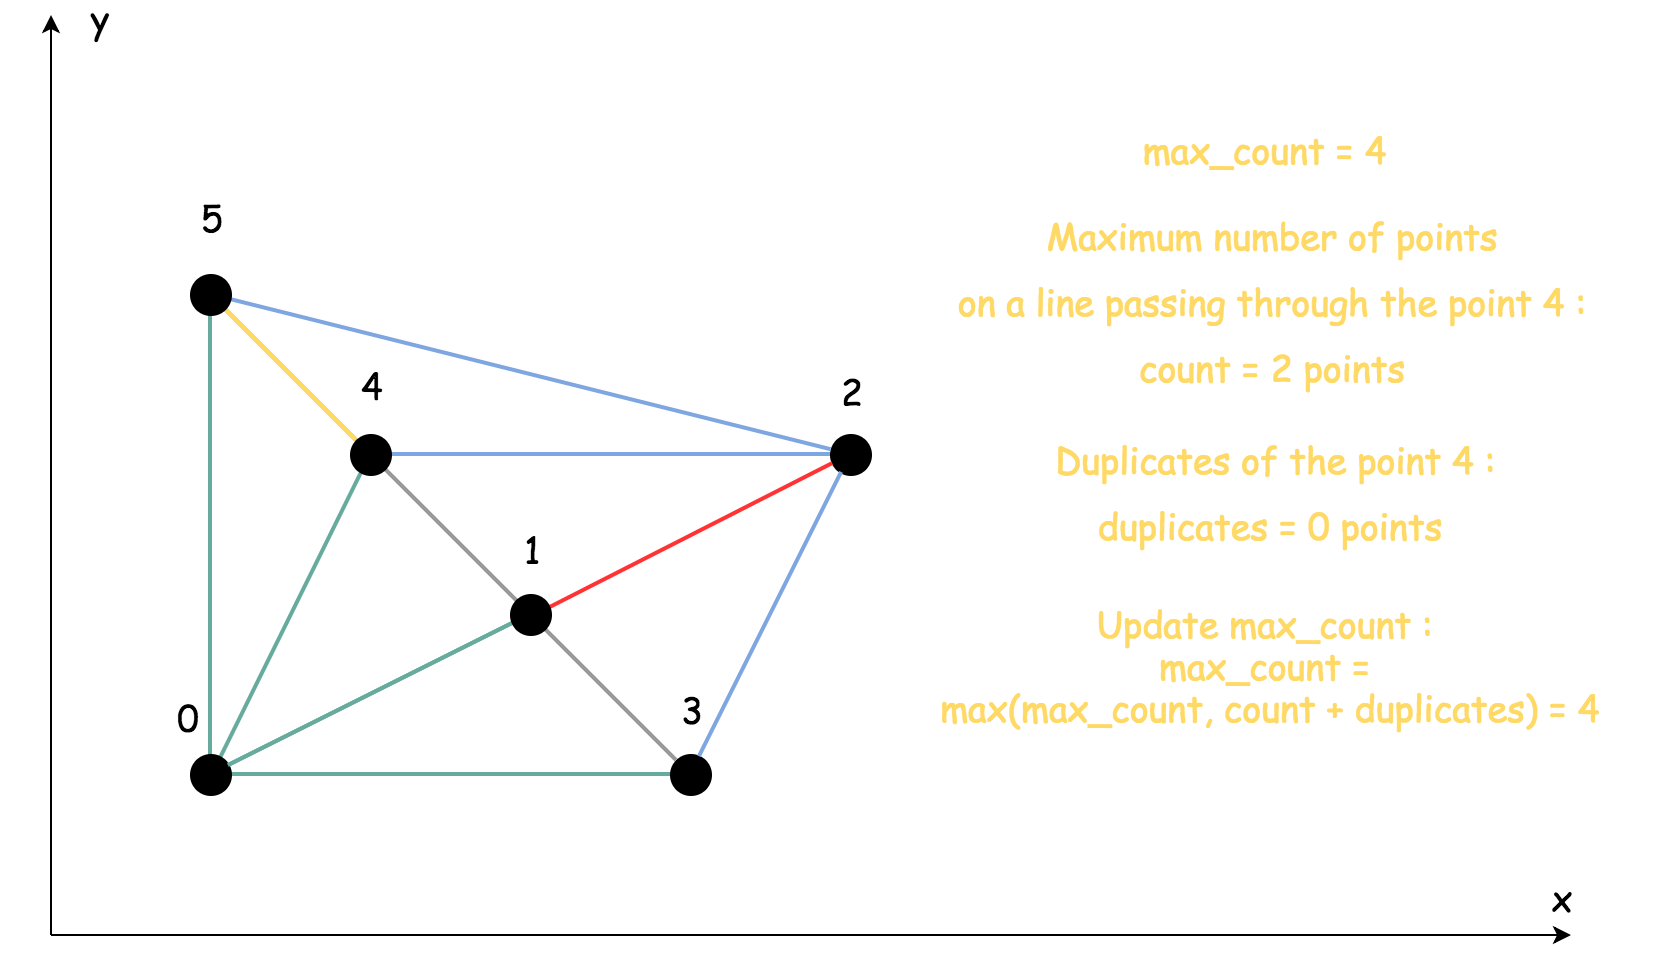 y
max_count = 4
5
Maximum number of points
on a line passing through the point 4 :
count = 2 points
4
2
Duplicates of the point 4 :
duplicates = 0 points
1
Update max_count :
max_count =
max(max_count, count + duplicates) = 4
3
0
x